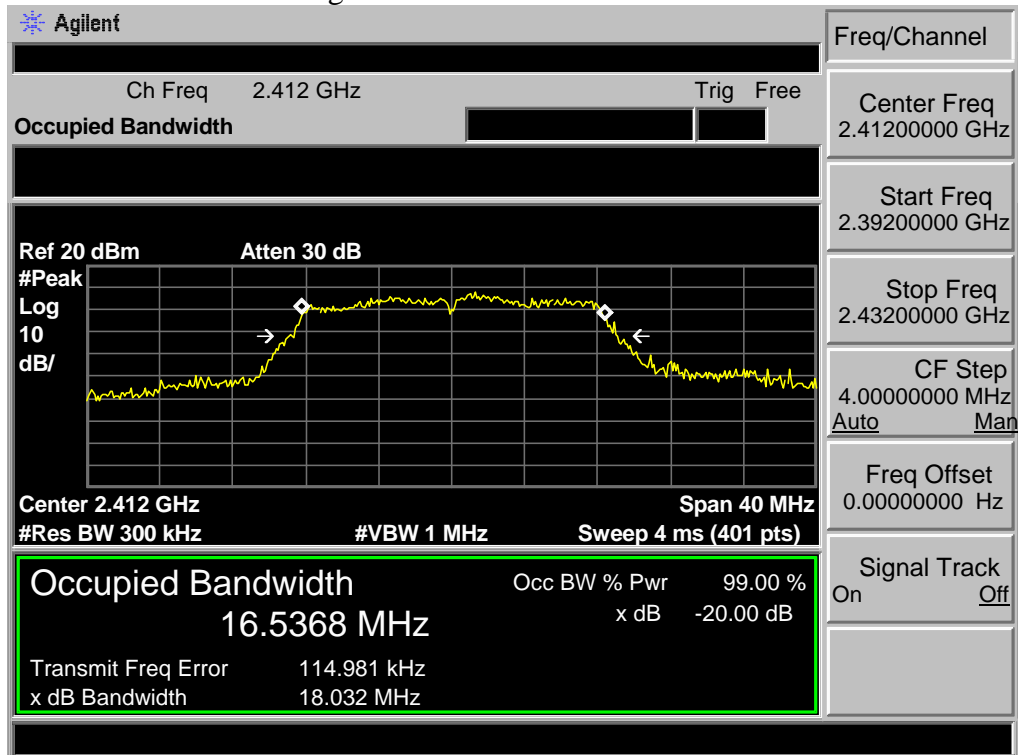 Agilent
Freq/Channel
Ch Freq 2.412 GHz Trig Free
Occupied Bandwidth
Center Freq
2.41200000 GHz
Start Freq
2.39200000 GHz
Stop Freq
2.43200000 GHz
CF Step
4.00000000 MHz
Auto Man
Freq Offset
0.00000000 Hz
Signal Track
On Off
Ref 20 dBm Atten 30 dB
#Peak
Log
10
dB/
Center 2.412 GHz Span 40 MHz
#Res BW 300 kHz #VBW 1 MHz Sweep 4 ms (401 pts)
Occupied Bandwidth
16.5368 MHz
Occ BW % Pwr 99.00 %
x dB -20.00 dB
Transmit Freq Error 114.981 kHz
x dB Bandwidth 18.032 MHz